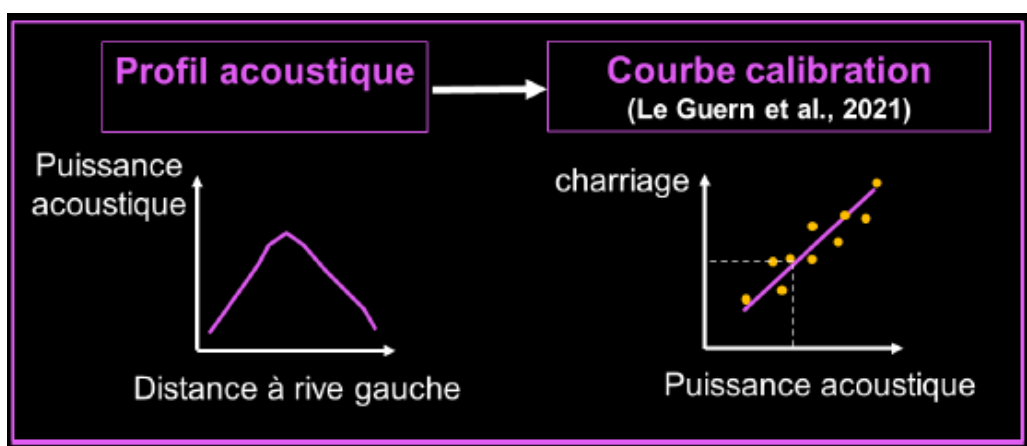 Profil acoustique
Courbe calibration
(Le Guern et al., 2021)
Puissance
acoustique
Distance à rive gauche
charriage
Puissance acoustique